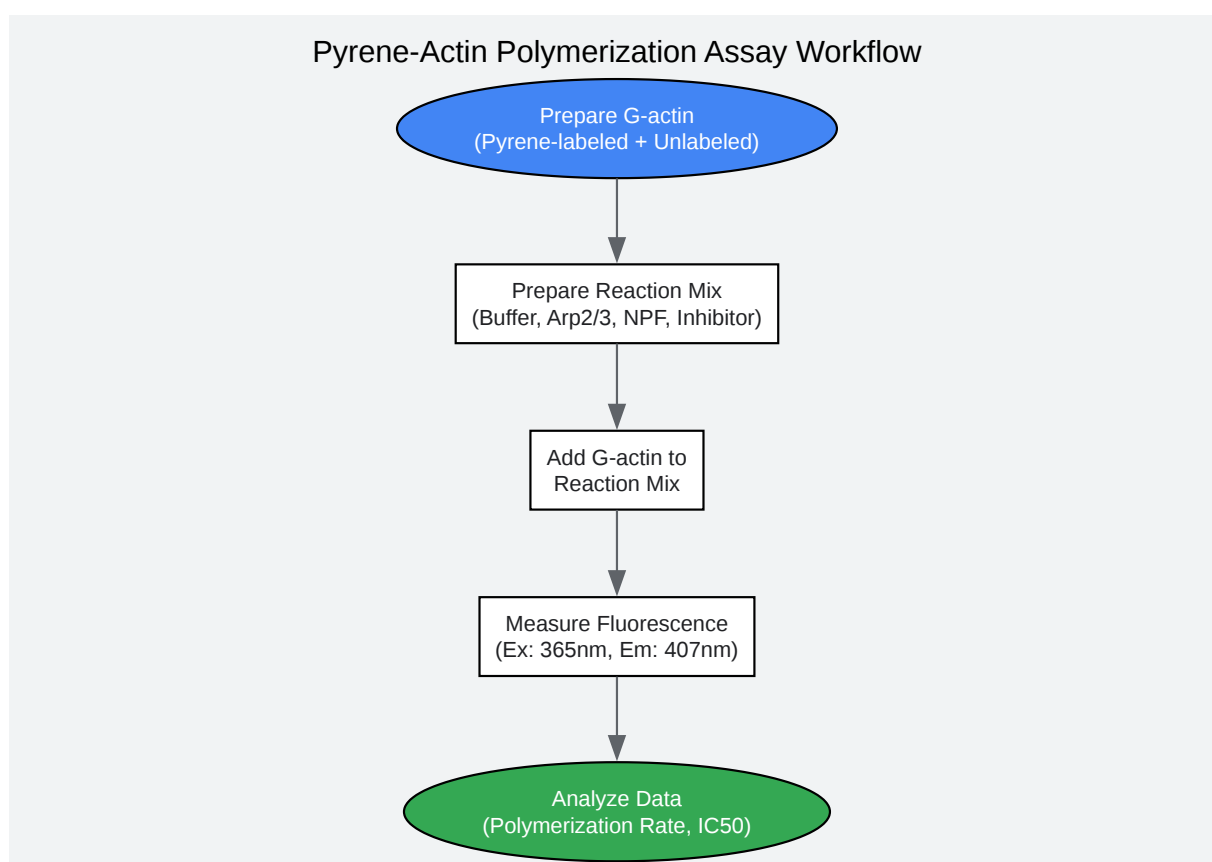 Pyrene-Actin Polymerization Assay Workflow
Prepare G-actin
(Pyrene-labeled + Unlabeled)
Prepare Reaction Mix
(Buffer, Arp2/3, NPF, Inhibitor)
Add G-actin to
Reaction Mix
Measure Fluorescence
(Ex: 365nm, Em: 407nm)
Analyze Data
(Polymerization Rate, IC50)